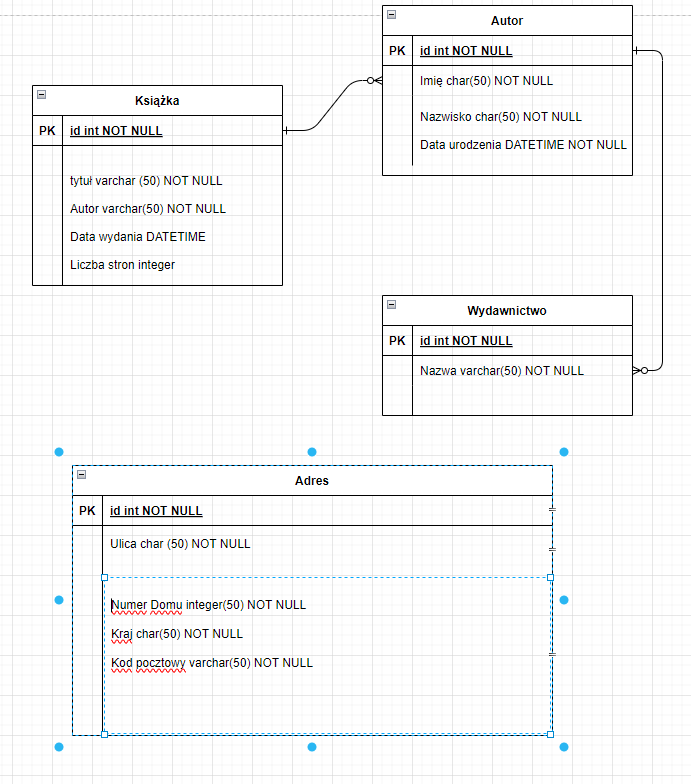 Autor
PK id int NOT NULL
Imię char(50) NOT NULL
Nazwisko char(50) NOT NULL
Data urodzenia DATETIME NOT NULL
Książka
PK id int NOT NULL
tytuł varchar (50) NOT NULL
Autor varchar(50) NOT NULL
Data wydania DATETIME
Liczba stron integer
Wydawnictwo
PK id int NOT NULL
Nazwa varchar(50) NOT NULL
Adres
PK id int NOT NULL
Ulica char (50) NOT NULL
Numer Domu integer(50) NOT NULL
Kraj char(50) NOT NULL
Kod pocztowy varchar(50) NOT NULL